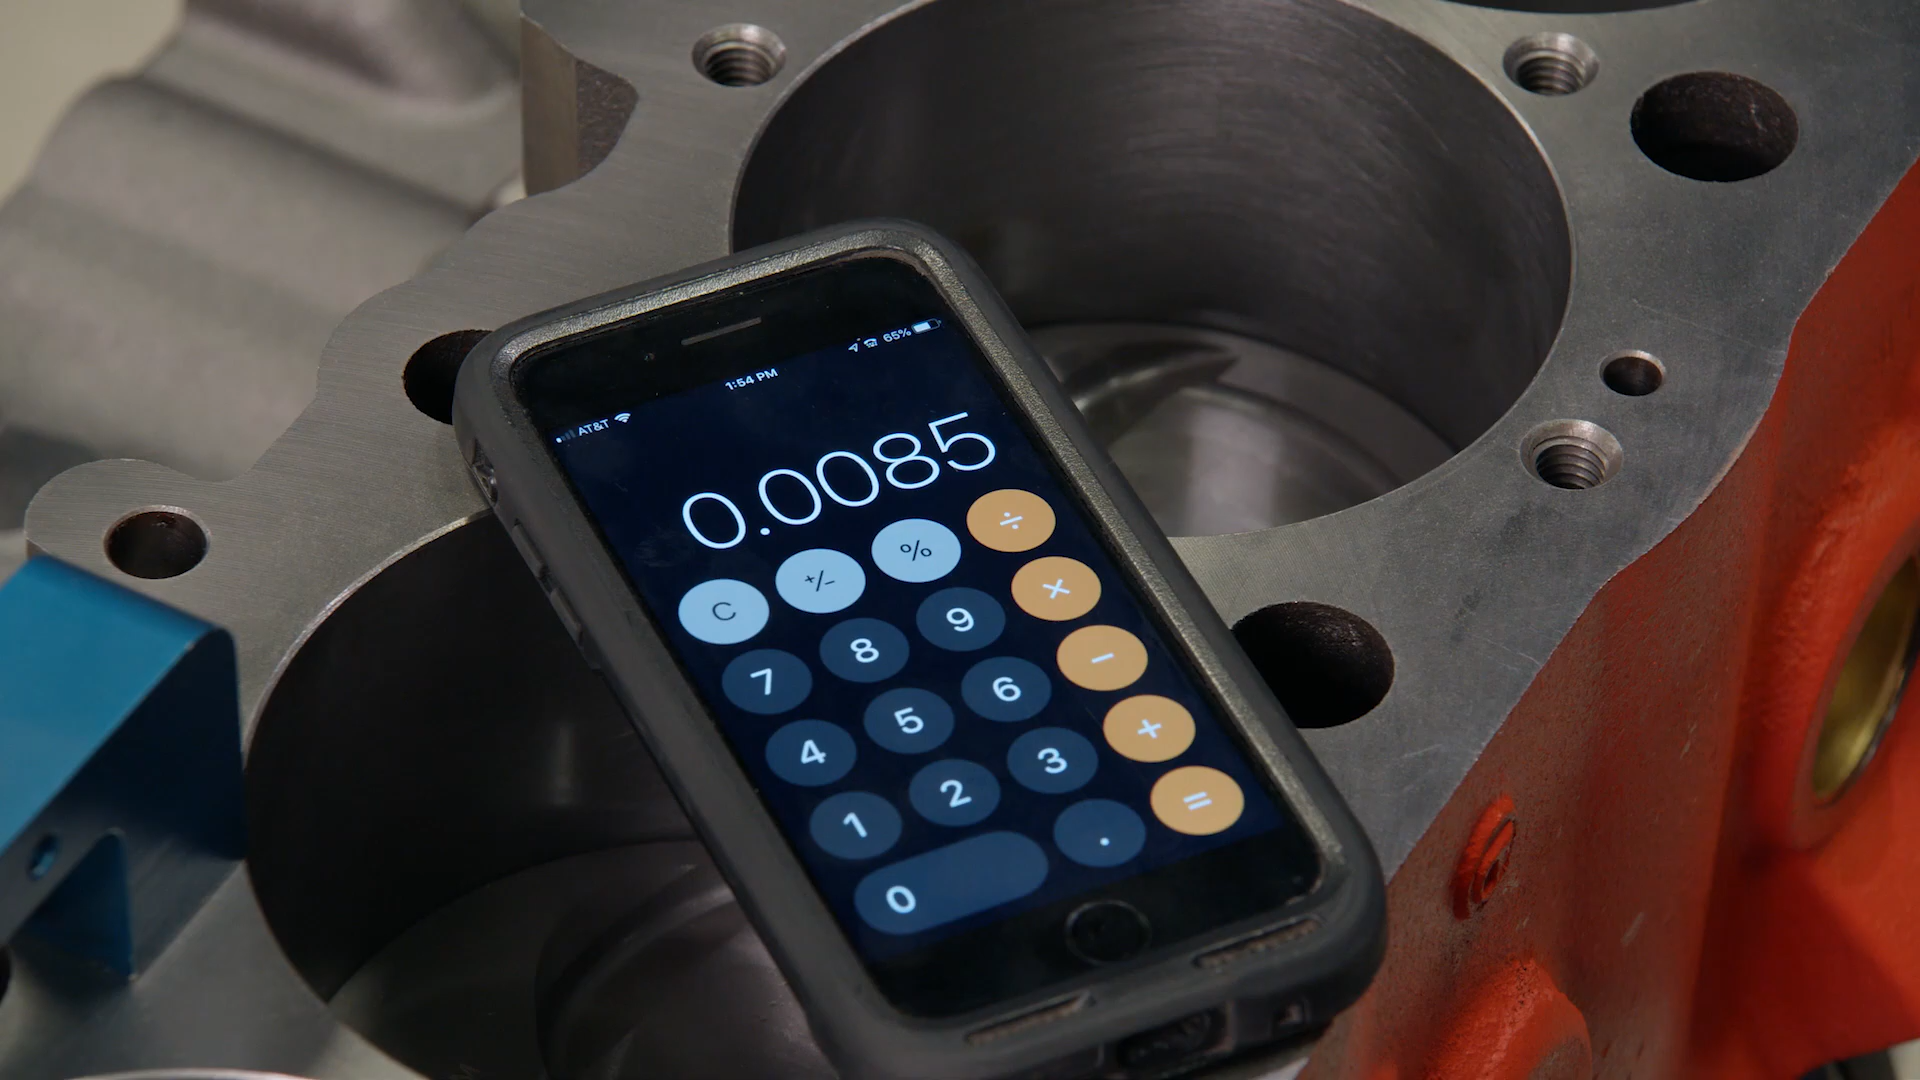 AT&T 1:54 PM 65%
0.0085
C +/- % ÷
7 8 9 ×
4 5 6 −
1 2 3 +
0 . =